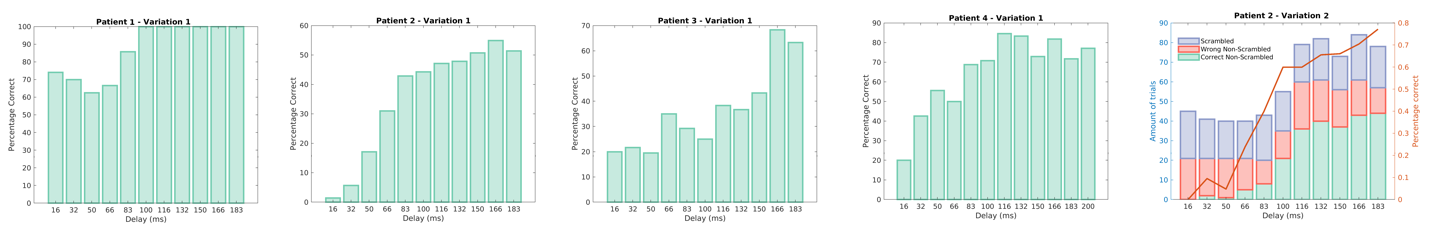 Patient 1 - Variation 1
Percentage Correct
100
90
80
70
60
50
40
30
20
10
0
16 32 50 66 83 100 116 132 150 166 183
Delay (ms)
Patient 2 - Variation 1
Percentage Correct
60
50
40
30
20
10
0
16 32 50 66 83 100 116 132 150 166 183
Delay (ms)
Patient 3 - Variation 1
Percentage Correct
70
60
50
40
30
20
10
0
16 32 50 66 83 100 116 132 150 166 183
Delay (ms)
Patient 4 - Variation 1
Percentage Correct
90
80
70
60
50
40
30
20
10
0
16 32 50 66 83 100 116 132 150 166 183 200
Delay (ms)
Patient 2 - Variation 2
Amount of trials
90
80
70
60
50
40
30
20
10
0
Scrambled
Wrong Non-Scrambled
Correct Non-Scrambled
0.8
0.7
0.6
0.5
0.4
0.3
0.2
0.1
0
Percentage correct
16 32 50 66 83 100 116 132 150 166 183
Delay (ms)